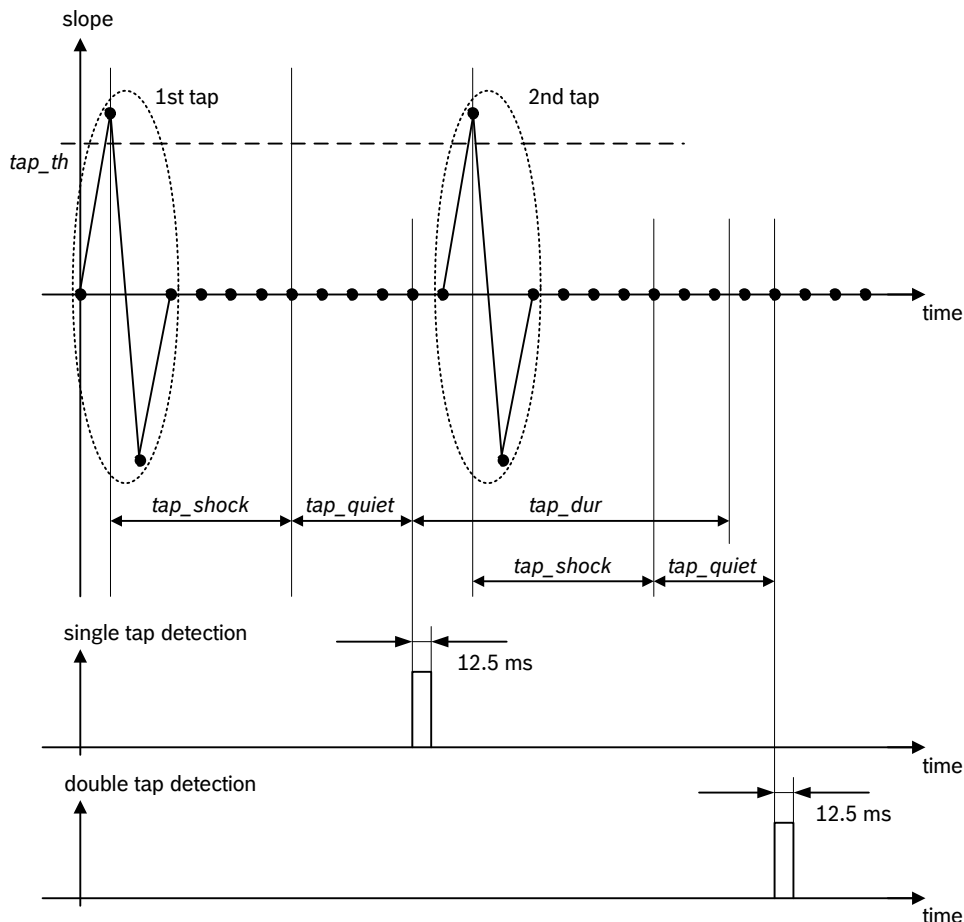 slope
1st tap
2nd tap
tap_th
time
tap_shock
tap_quiet
tap_dur
tap_shock
tap_quiet
single tap detection
12.5 ms
time
double tap detection
12.5 ms
time